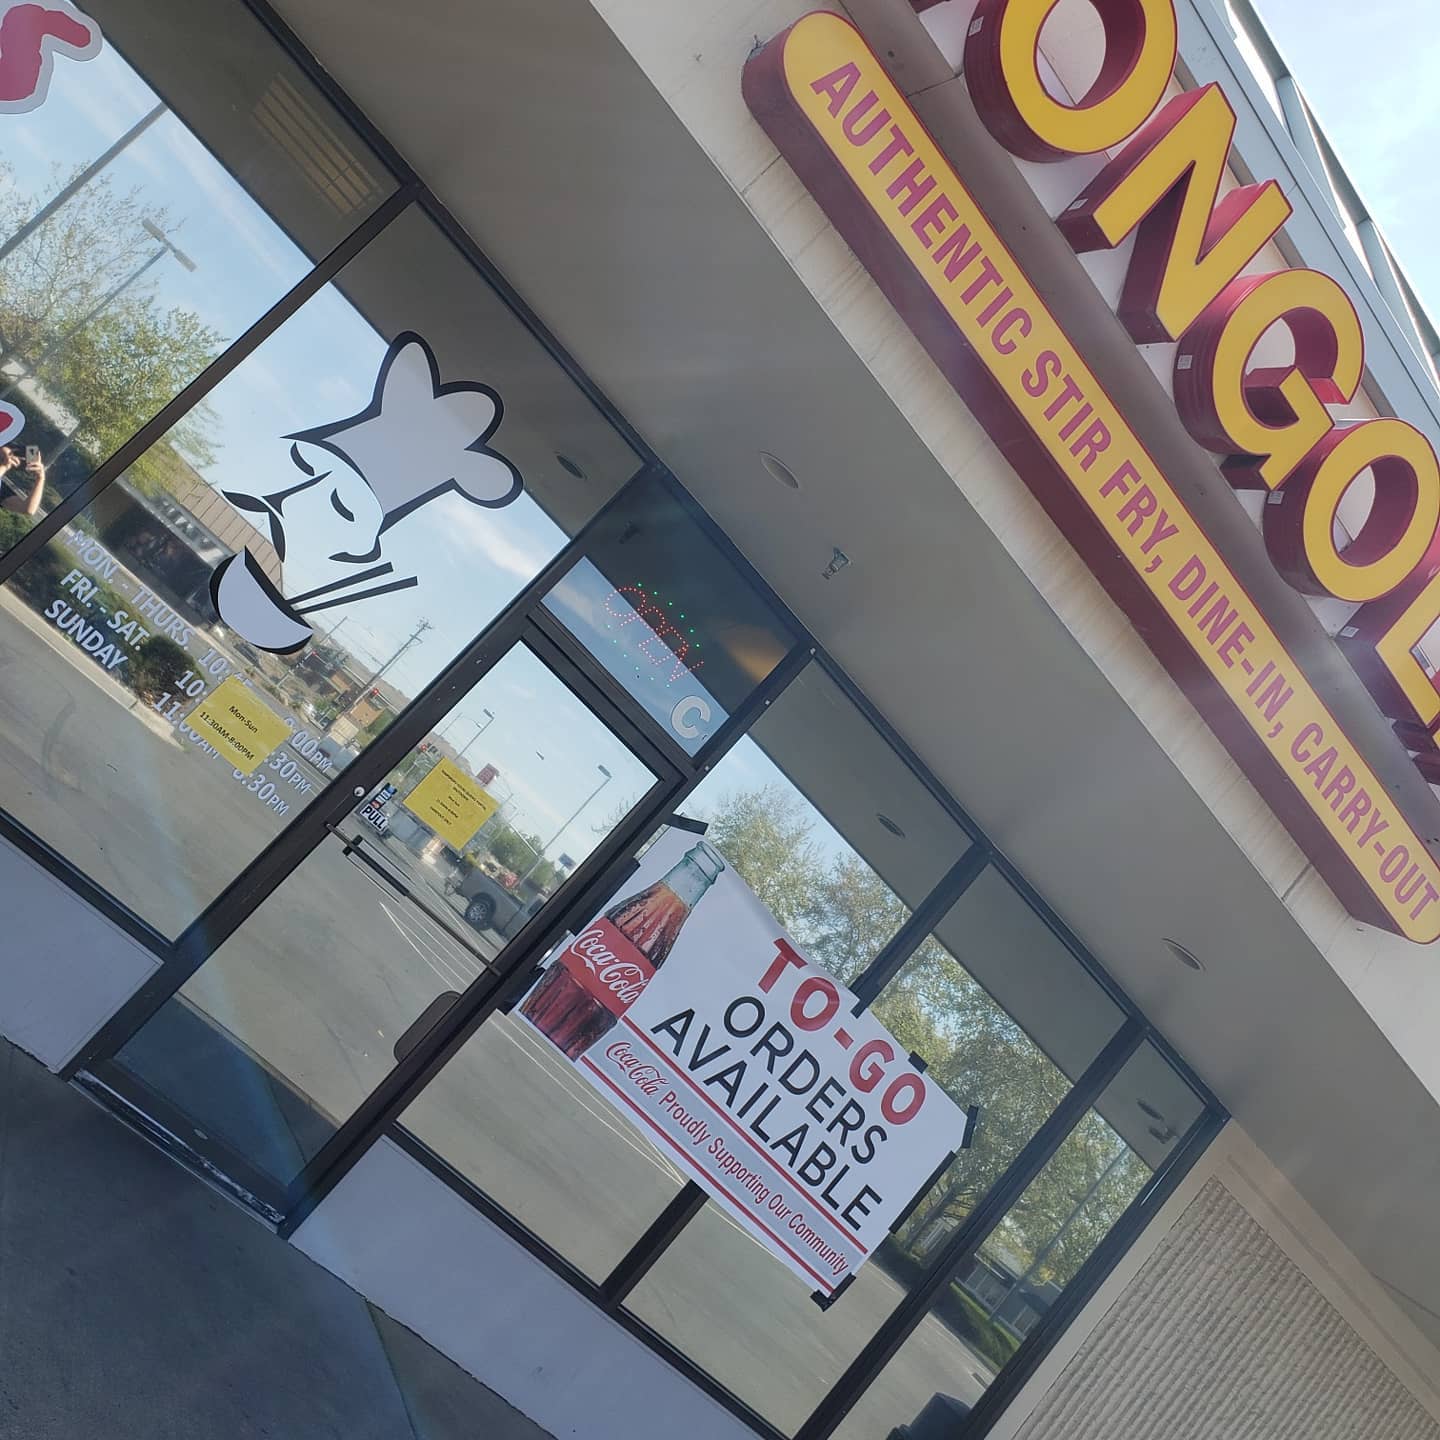 ONGOL
AUTHENTIC STIR FRY, DINE-IN, CARRY-OUT
OPEN
C
MON. - THURS.
FRI. - SAT.
SUNDAY
Mon-Sun
11:30AM-8:00PM
PULL
Coca-Cola
TO-GO
ORDERS
AVAILABLE
Coca-Cola Proudly Supporting Our Community